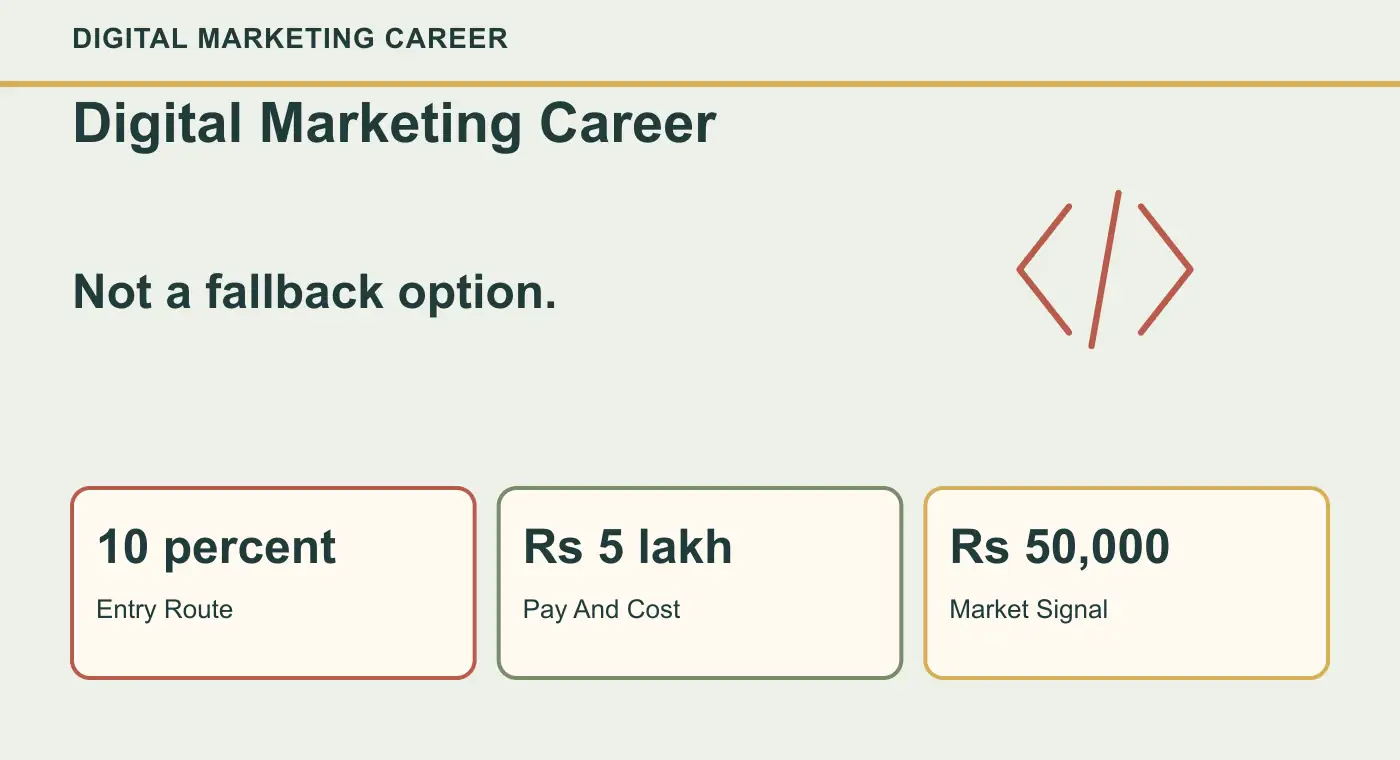 DIGITAL MARKETING CAREER
Digital Marketing Career
Not a fallback option.
10 percent
Entry Route
Rs 5 lakh
Pay And Cost
Rs 50,000
Market Signal